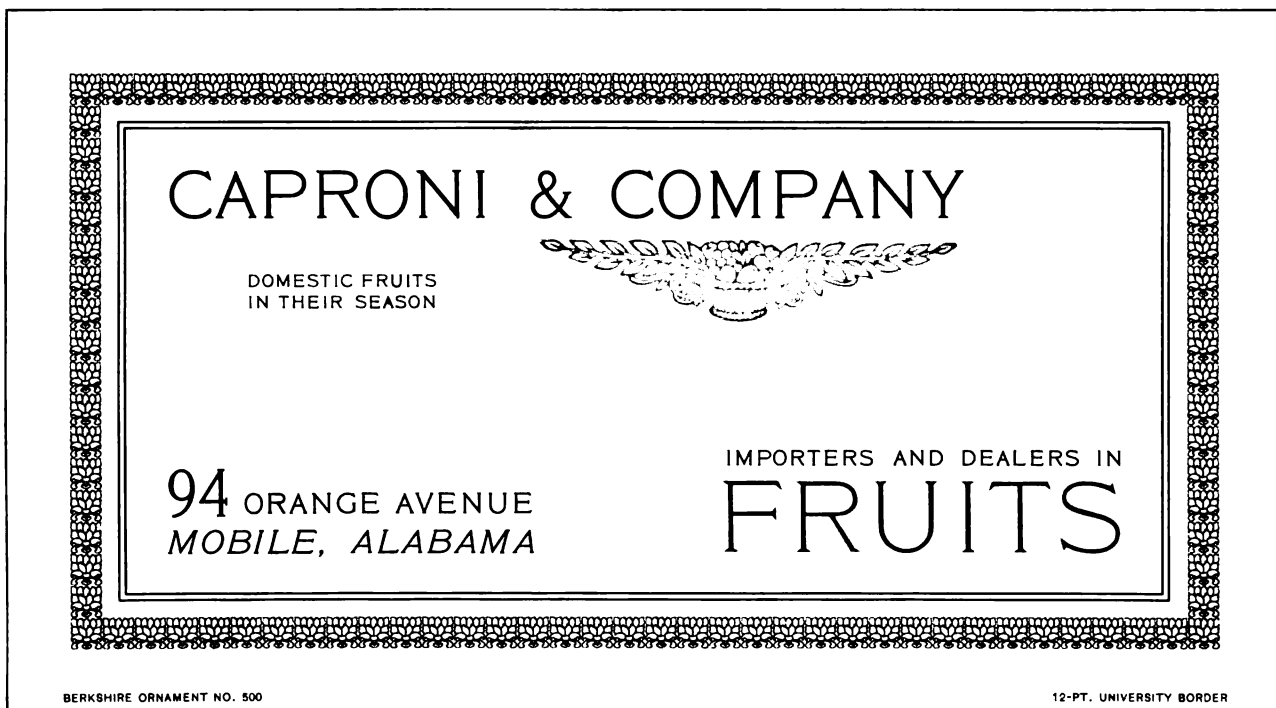 CAPRONI & COMPANY
DOMESTIC FRUITS
IN THEIR SEASON
94 ORANGE AVENUE
MOBILE, ALABAMA
IMPORTERS AND DEALERS IN
FRUITS
BERKSHIRE ORNAMENT NO. 500
12-PT. UNIVERSITY BORDER